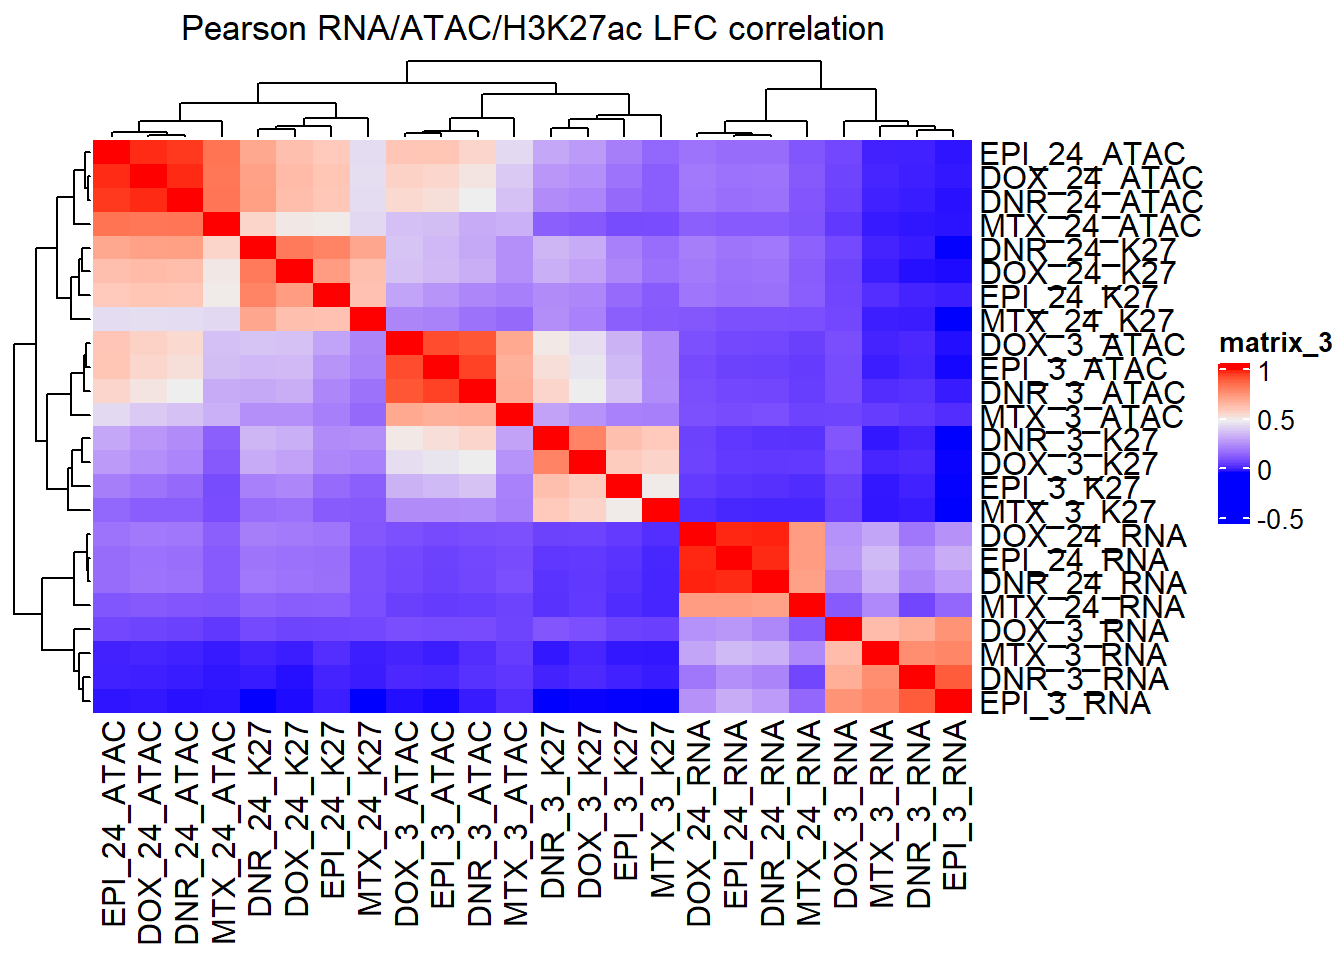 Pearson RNA/ATAC/H3K27ac LFC correlation
EPI_24_ATAC
DOX_24_ATAC
DNR_24_ATAC
MTX_24_ATAC
DNR_24_K27
DOX_24_K27
EPI_24_K27
MTX_24_K27
DOX_3_ATAC
EPI_3_ATAC
DNR_3_ATAC
MTX_3_ATAC
DNR_3_K27
DOX_3_K27
EPI_3_K27
MTX_3_K27
DOX_24_RNA
EPI_24_RNA
DNR_24_RNA
MTX_24_RNA
DOX_3_RNA
MTX_3_RNA
DNR_3_RNA
EPI_3_RNA
matrix_3
1
0.5
0
-0.5
EPI_24_ATAC
DOX_24_ATAC
DNR_24_ATAC
MTX_24_ATAC
DNR_24_K27
DOX_24_K27
EPI_24_K27
MTX_24_K27
DOX_3_ATAC
EPI_3_ATAC
DNR_3_ATAC
MTX_3_ATAC
DNR_3_K27
DOX_3_K27
EPI_3_K27
MTX_3_K27
DOX_24_RNA
EPI_24_RNA
DNR_24_RNA
MTX_24_RNA
DOX_3_RNA
MTX_3_RNA
DNR_3_RNA
EPI_3_RNA